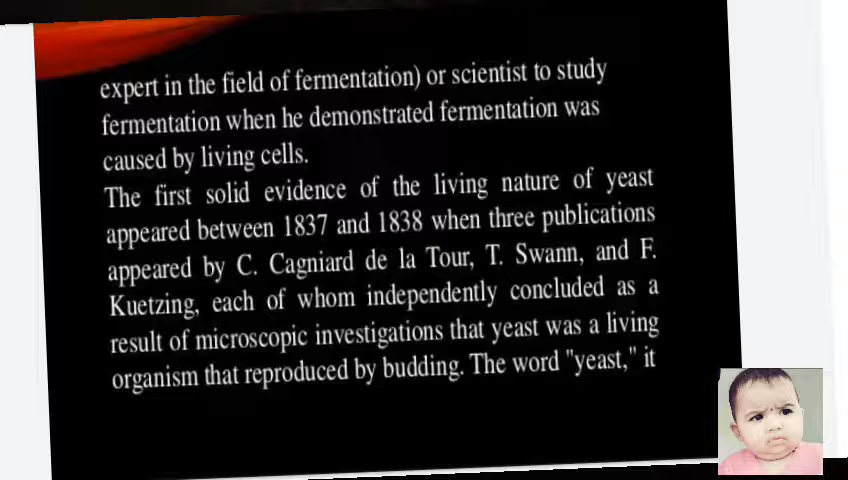 expert in the field of fermentation) or scientist to study
fermentation when he demonstrated fermentation was
caused by living cells.
The first solid evidence of the living nature of yeast
appeared between 1837 and 1838 when three publications
appeared by C. Cagniard de la Tour, T. Swann, and F.
Kuetzing, each of whom independently concluded as a
result of microscopic investigations that yeast was a living
organism that reproduced by budding. The word "yeast," it